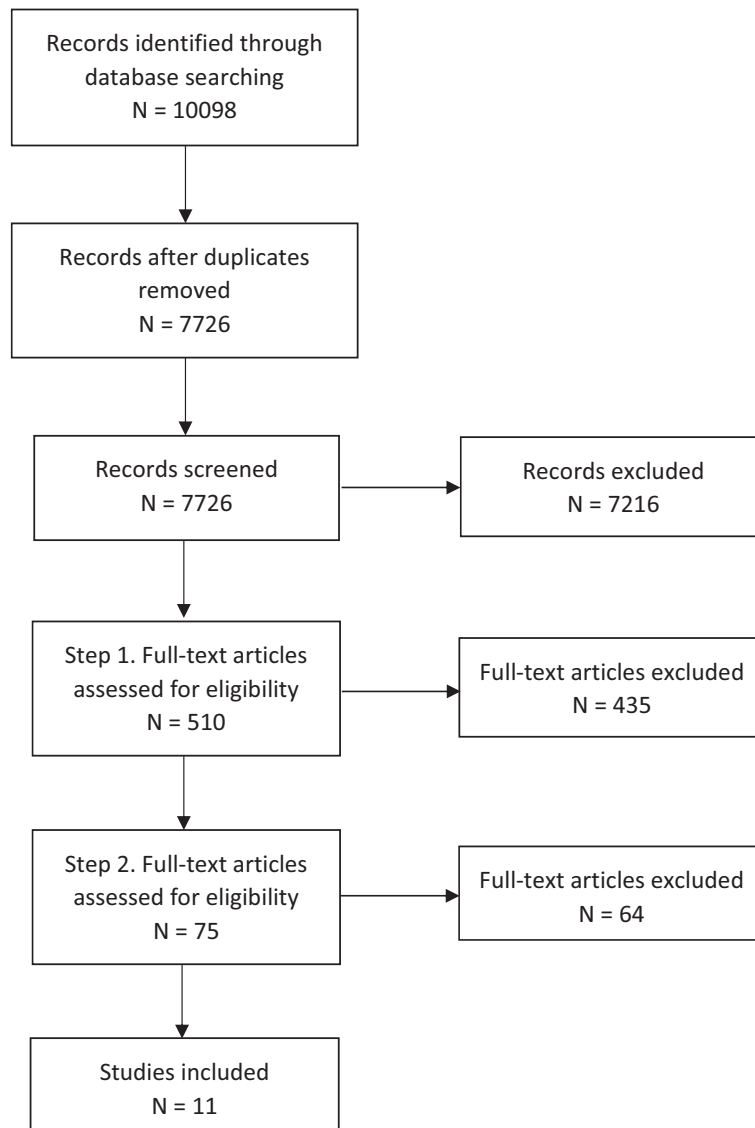 Records identified through
database searching
N = 10098
Records after duplicates
removed
N = 7726
Records screened
N = 7726
Records excluded
N = 7216
Step 1. Full-text articles
assessed for eligibility
N = 510
Full-text articles excluded
N = 435
Step 2. Full-text articles
assessed for eligibility
N = 75
Full-text articles excluded
N = 64
Studies included
N = 11